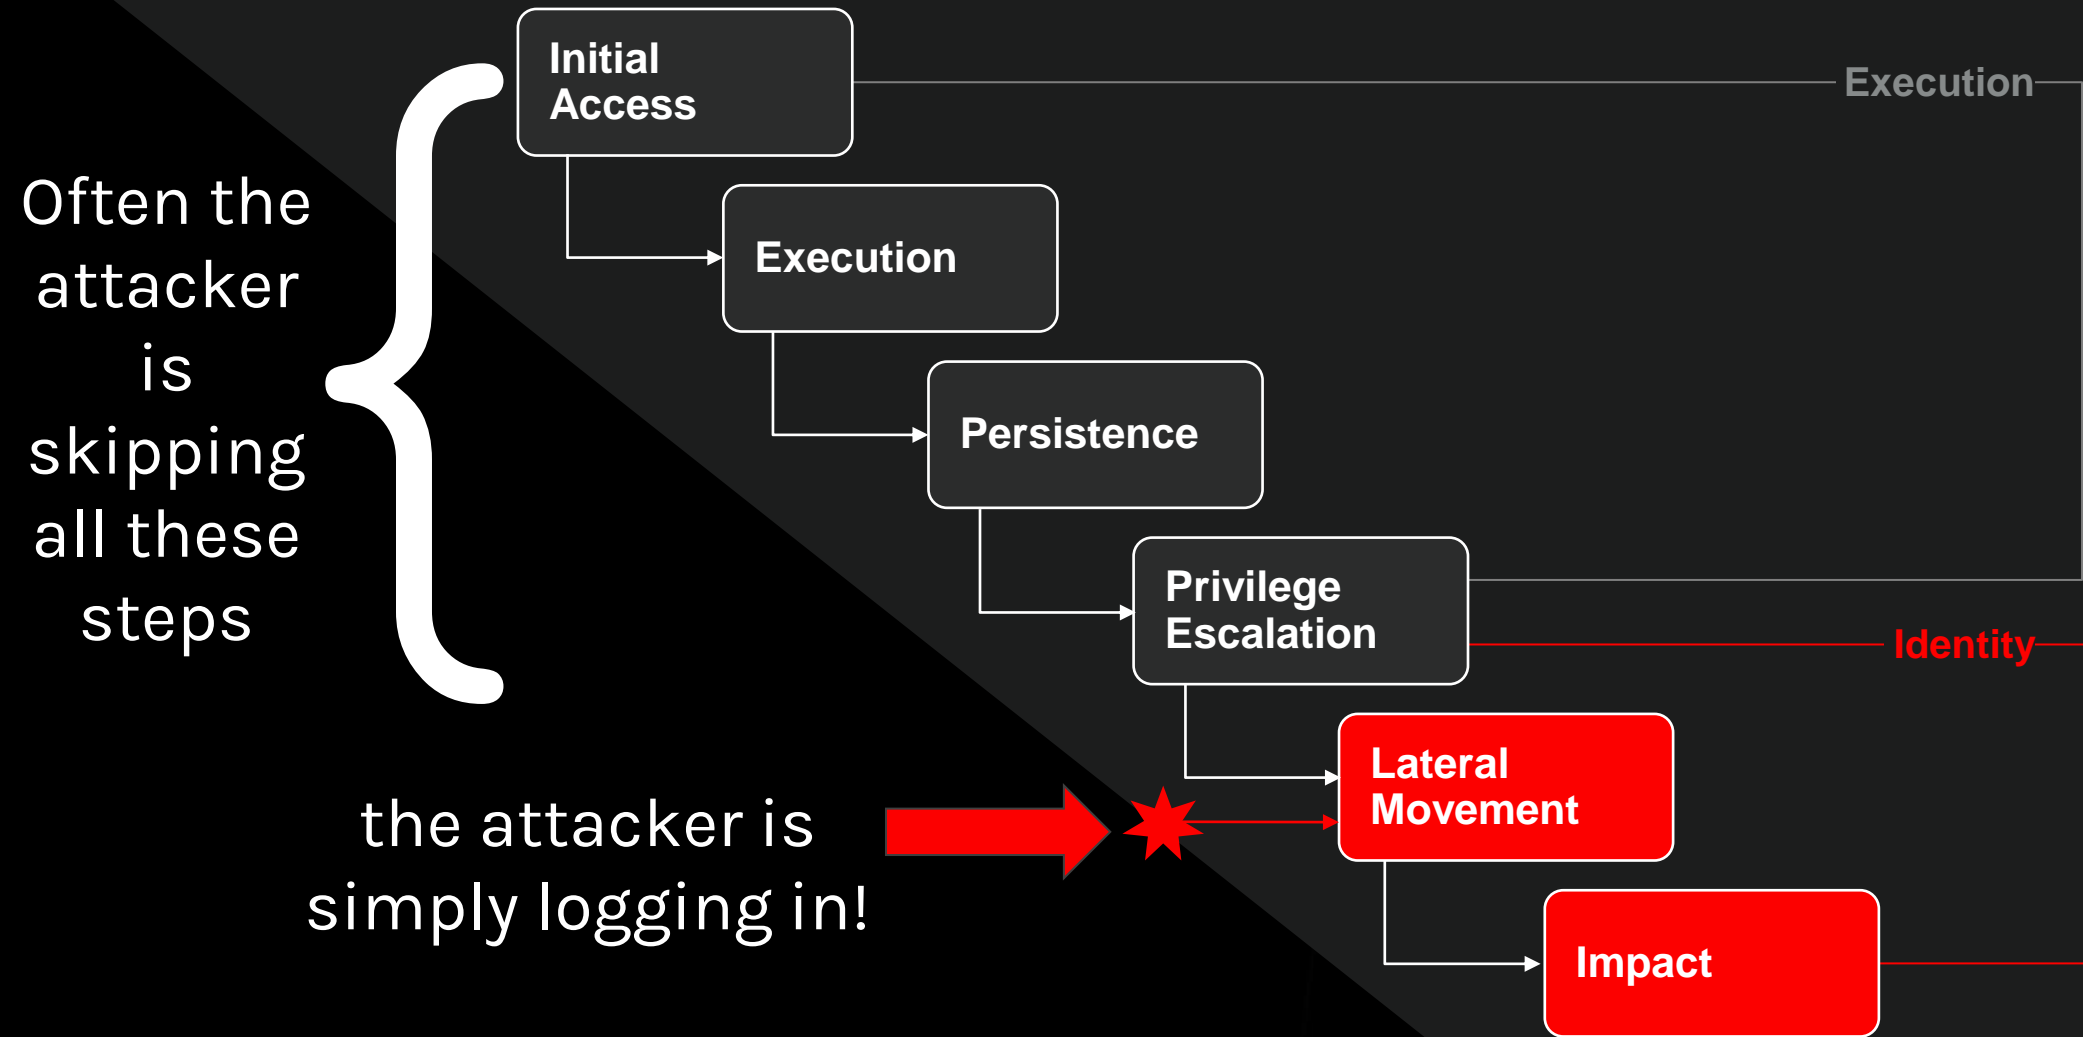 Initial
Access
Execution
Execution
Persistence
Privilege
Escalation
Identity
Lateral
Movement
Impact
Often the
attacker
is
skipping
all these
steps
the attacker is
simply logging in!